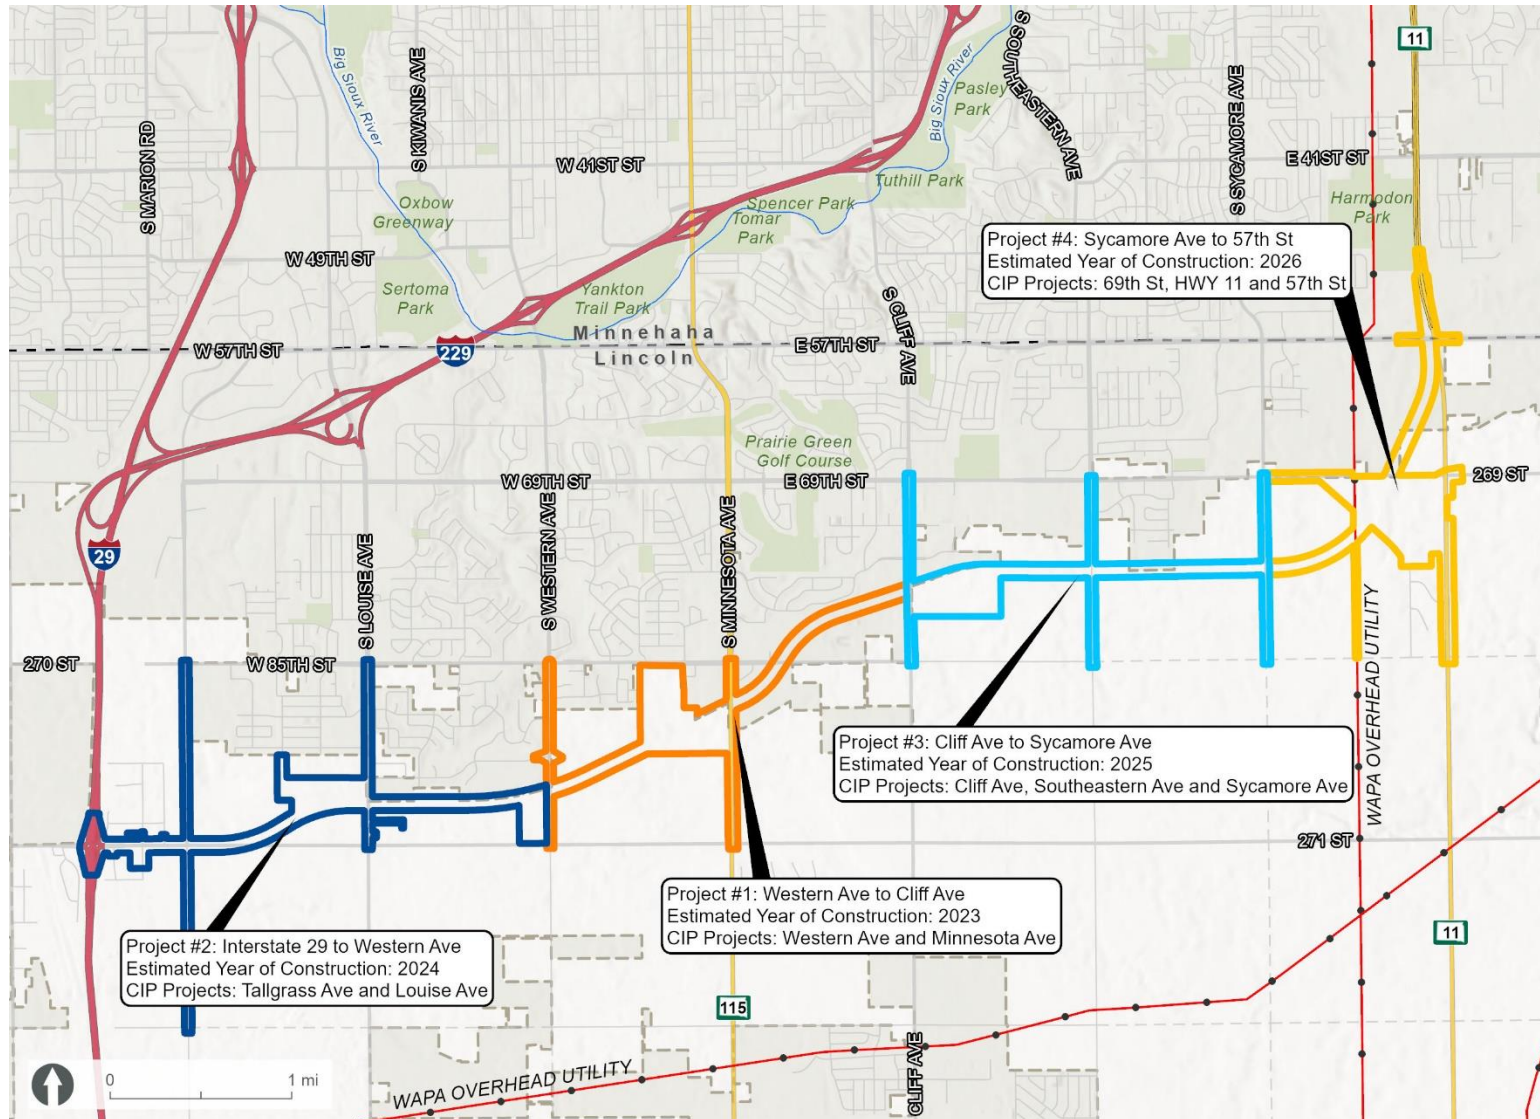 11
Big Sioux River
S KIWANIS AVE
S MARION RD
W 41ST ST
Big Sioux River
Pasley
Park
SOUTHEASTERN AVE
S SYCAMORE AVE
E 41ST ST
Harmodon
Park
Tuthill Park
Oxbow
Greenway
Spencer Park
Tomar
Park
W 49TH ST
Sertoma
Park
Yankton
Trail Park
Project #4: Sycamore Ave to 57th St
Estimated Year of Construction: 2026
CIP Projects: 69th St, HWY 11 and 57th St
S CLIFF AVE
Minnehaha
Lincoln
W 57TH ST
229
E 57TH ST
Prairie Green
Golf Course
W 69TH ST
E 69TH ST
269 ST
29
S LOUISE AVE
S WESTERN AVE
S MINNESOTA AVE
270 ST
W 85TH ST
WAPA OVERHEAD UTILITY
Project #3: Cliff Ave to Sycamore Ave
Estimated Year of Construction: 2025
CIP Projects: Cliff Ave, Southeastern Ave and Sycamore Ave
271 ST
Project #1: Western Ave to Cliff Ave
Estimated Year of Construction: 2023
CIP Projects: Western Ave and Minnesota Ave
Project #2: Interstate 29 to Western Ave
Estimated Year of Construction: 2024
CIP Projects: Tallgrass Ave and Louise Ave
11
115
CLIFF AVE
WAPA OVERHEAD UTILITY
0 1 mi